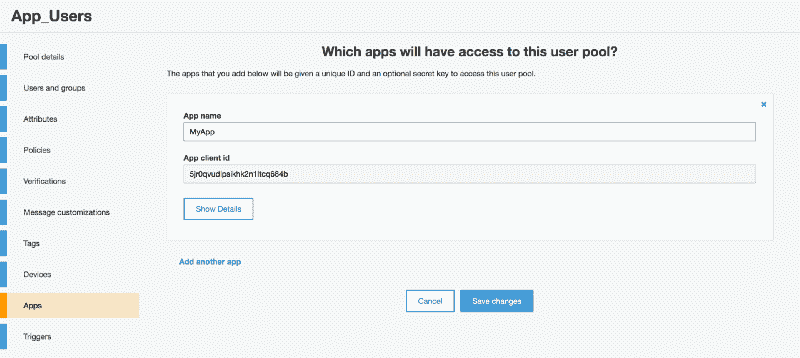 App_Users
Pool details
Users and groups
Attributes
Policies
Verifications
Message customizations
Tags
Devices
Apps
Triggers
Which apps will have access to this user pool?
The apps that you add below will be given a unique ID and an optional secret key to access this user pool.
App name
MyApp
App client id
Show Details
Add another app
Cancel
Save changes